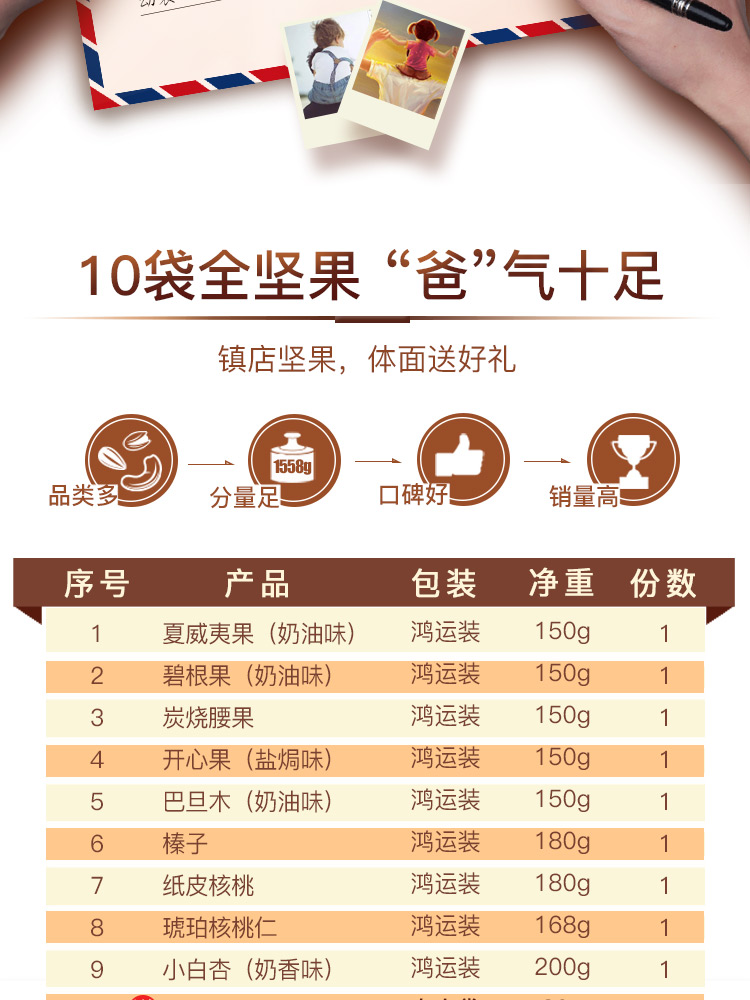 10袋全坚果 “爸”气十足
镇店坚果，体面送好礼
1558g
品类多 分量足 口碑好 销量高
序号 产品 包装 净重 份数
1 夏威夷果（奶油味） 鸿运装 150g 1
2 碧根果（奶油味） 鸿运装 150g 1
3 炭烧腰果 鸿运装 150g 1
4 开心果（盐焗味） 鸿运装 150g 1
5 巴旦木（奶油味） 鸿运装 150g 1
6 榛子 鸿运装 180g 1
7 纸皮核桃 鸿运装 180g 1
8 琥珀核桃仁 鸿运装 168g 1
9 小白杏（奶香味） 鸿运装 200g 1